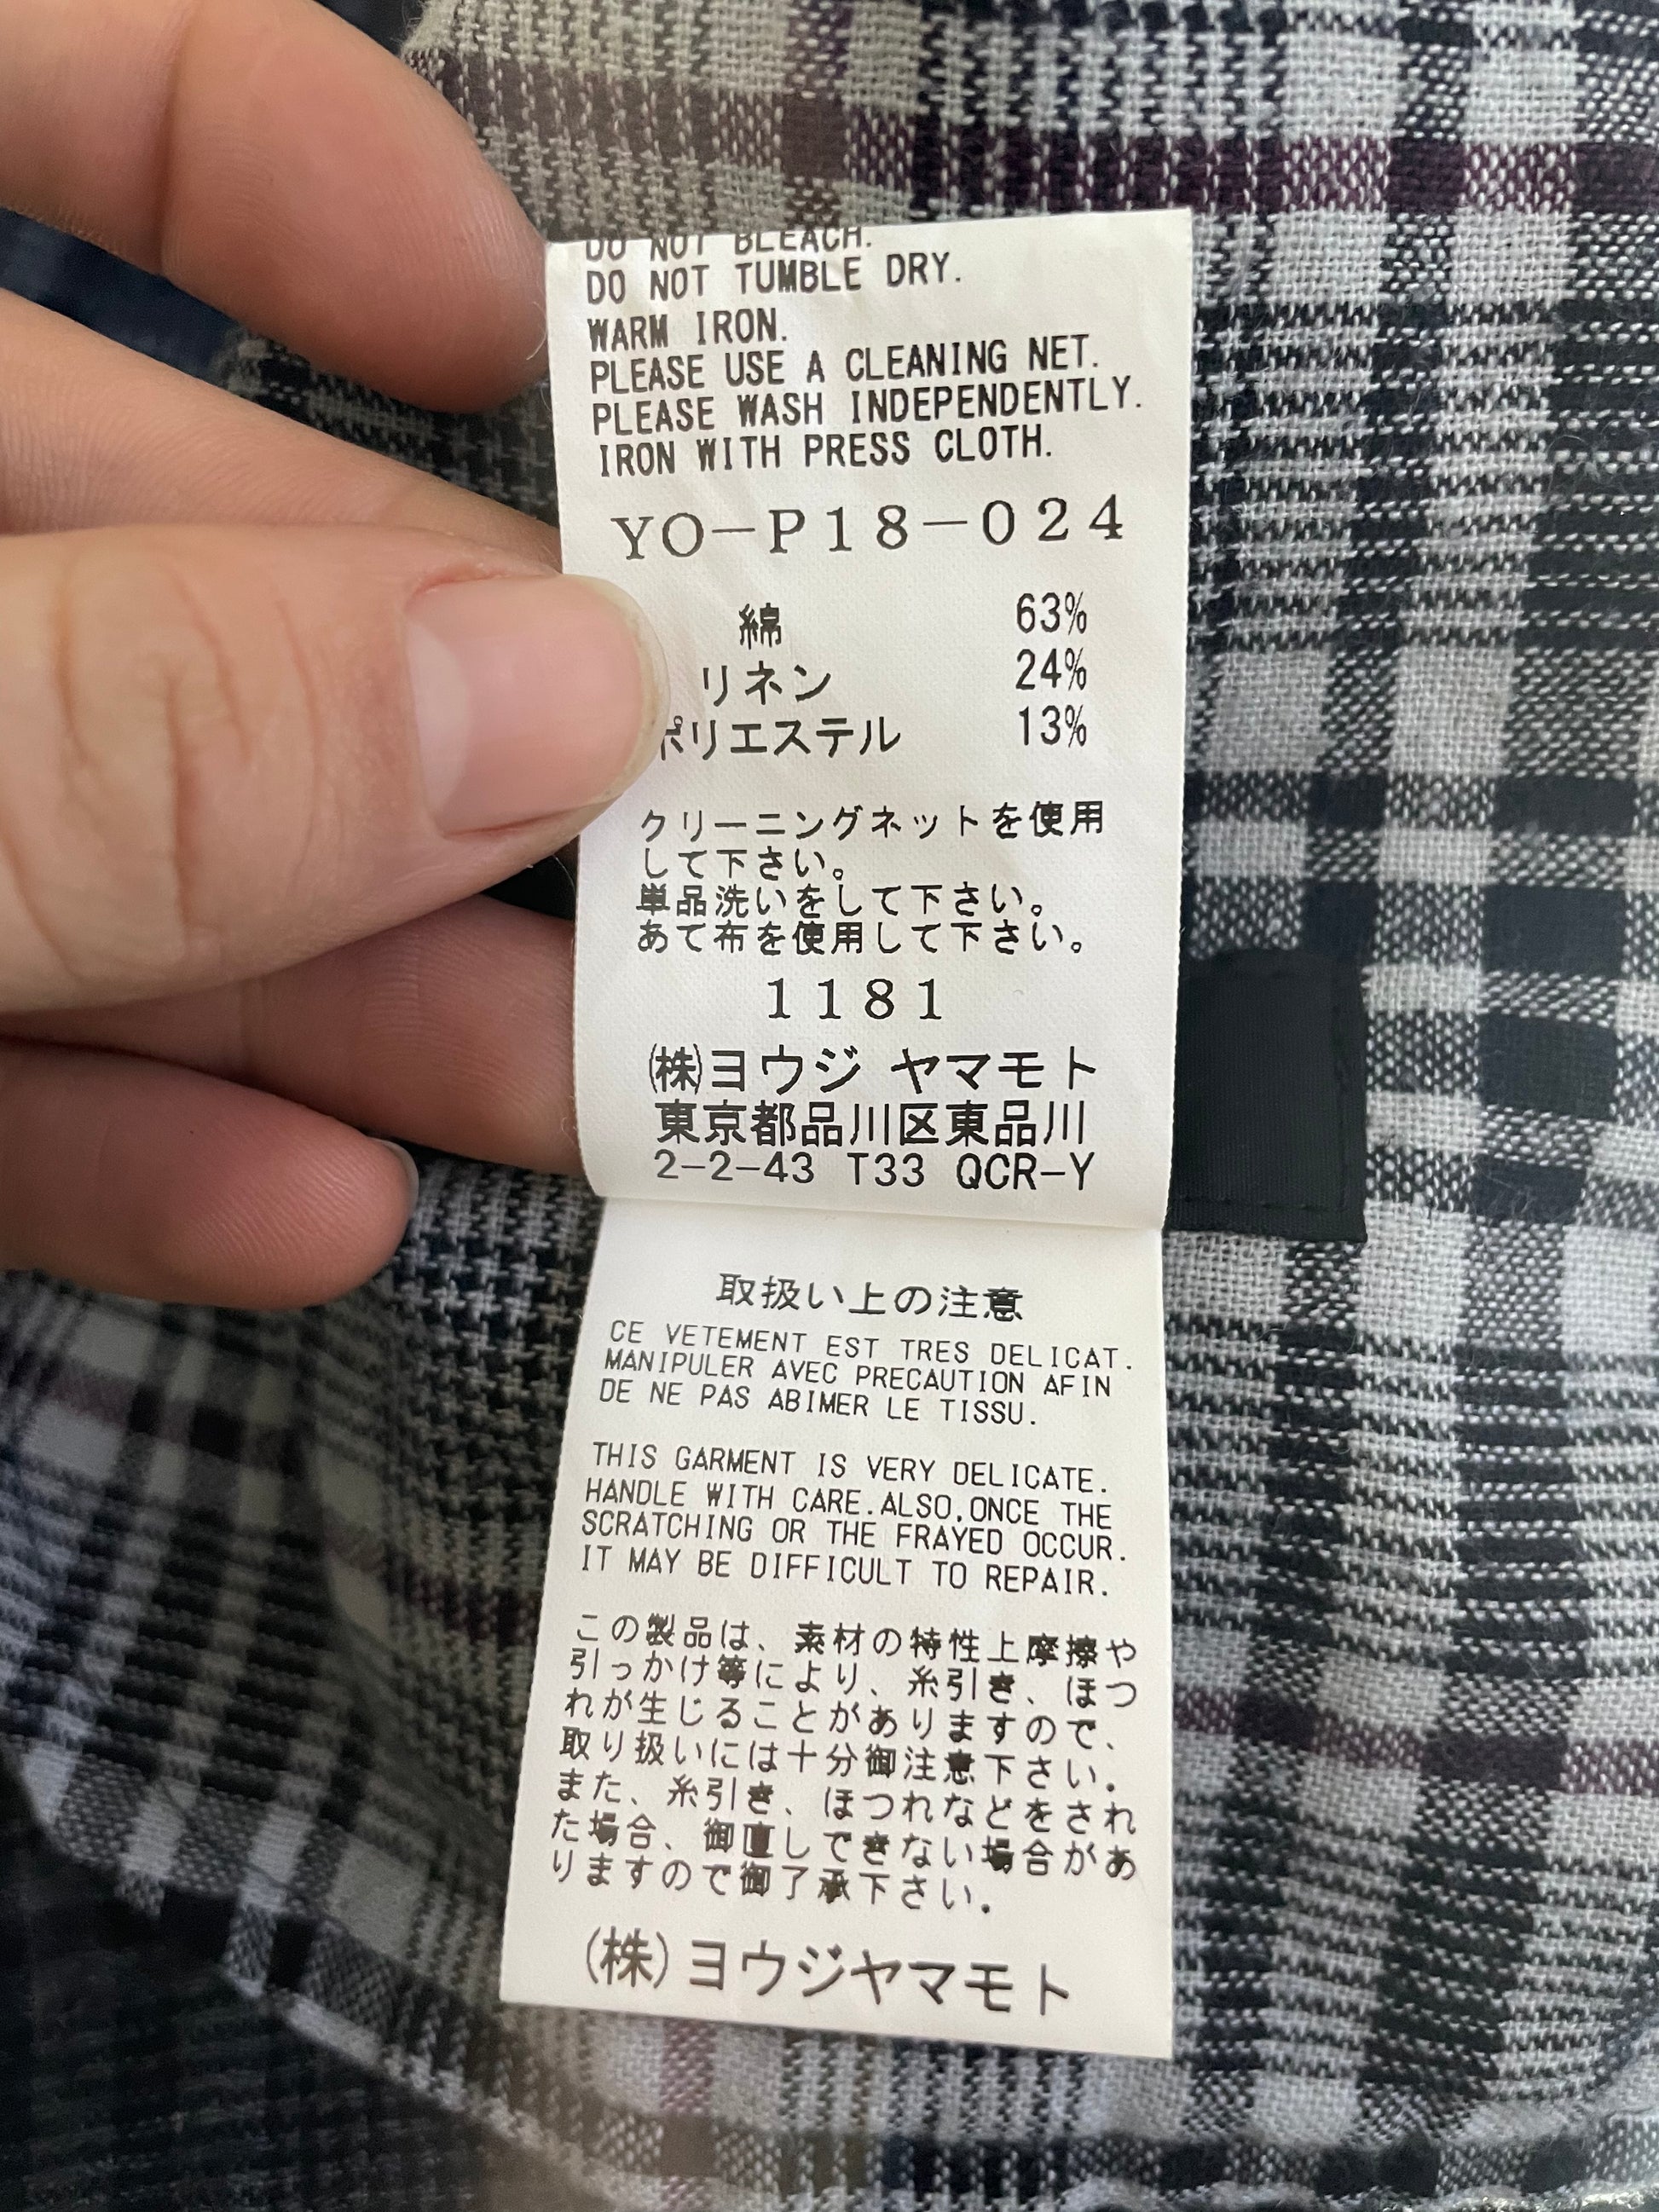 DO NOT BLEACH.
DO NOT TUMBLE DRY.
WARM IRON.
PLEASE USE A CLEANING NET.
PLEASE WASH INDEPENDENTLY.
IRON WITH PRESS CLOTH.
YO-P18-024
綿 63%
リネン 24%
ポリエステル 13%
クリーニングネットを使用
して下さい。
単品洗いをして下さい。
あて布を使用して下さい。
1181
㈱ヨウジ ヤマモト
東京都品川区東品川
2-2-43 T33 QCR-Y
取扱い上の注意
CE VETEMENT EST TRES DELICAT.
MANIPULER AVEC PRECAUTION AFIN
DE NE PAS ABIMER LE TISSU.
THIS GARMENT IS VERY DELICATE.
HANDLE WITH CARE.ALSO,ONCE THE
SCRATCHING OR THE FRAYED OCCUR.
IT MAY BE DIFFICULT TO REPAIR.
この製品は、素材の特性上摩擦や
引っかけ等により、糸引き、ほつ
れが生じることがありますので、
取り扱いには十分御注意下さい。
また、糸引き、ほつれなどをされ
た場合、御直しできない場合があ
りますので御了承下さい。
(株)ヨウジヤマモト